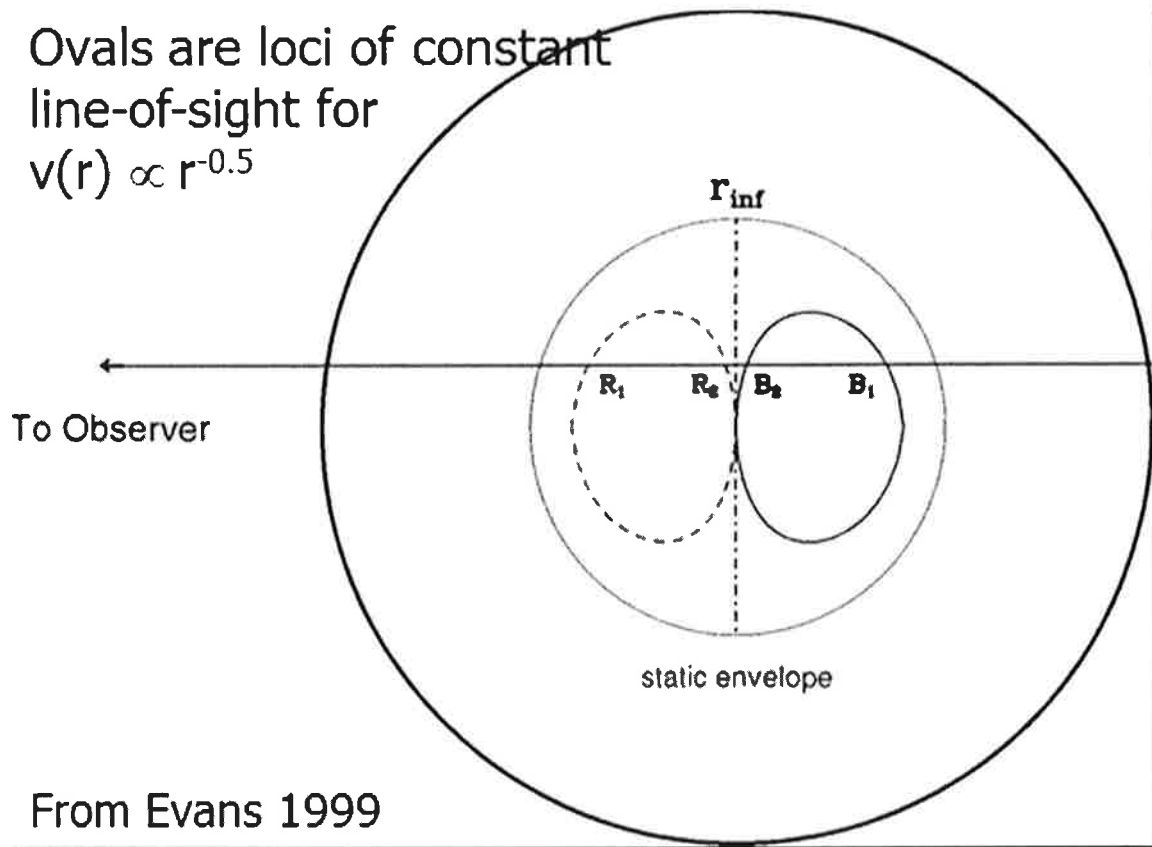 Ovals are loci of constant
line-of-sight for
v(r) ∝ r^-0.5
r_inf
R₁ R₂ B₂ B₁
To Observer
static envelope
From Evans 1999